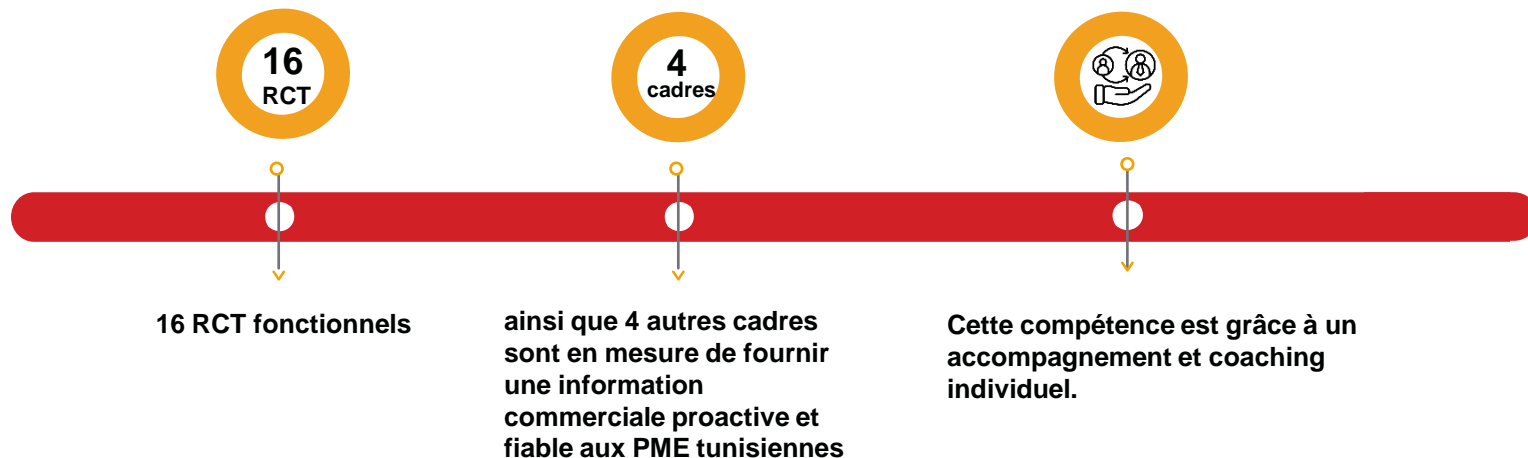 16
RCT
4
cadres
16 RCT fonctionnels
ainsi que 4 autres cadres
sont en mesure de fournir
une information
commerciale proactive et
fiable aux PME tunisiennes
Cette compétence est grâce à un
accompagnement et coaching
individuel.